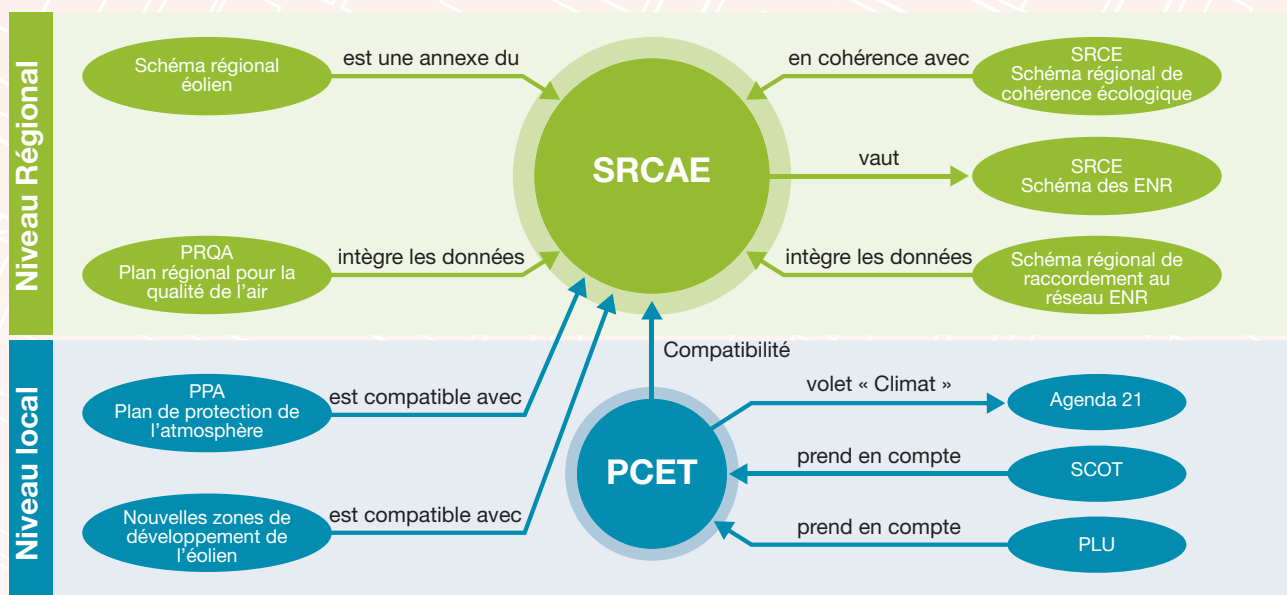 Niveau Régional
Schéma régional
éolien
est une annexe du
SRCAE
en cohérence avec
SRCE
Schéma régional de
cohérence écologique
vaut
SRCE
Schéma des ENR
PRQA
Plan régional pour la
qualité de l'air
intègre les données
intègre les données
Schéma régional de
raccordement au
réseau ENR
Niveau local
Compatibilité
PPA
Plan de protection de
l'atmosphère
est compatible avec
PCET
volet « Climat »
Agenda 21
prend en compte
SCOT
Nouvelles zones de
développement de
l'éolien
est compatible avec
prend en compte
PLU